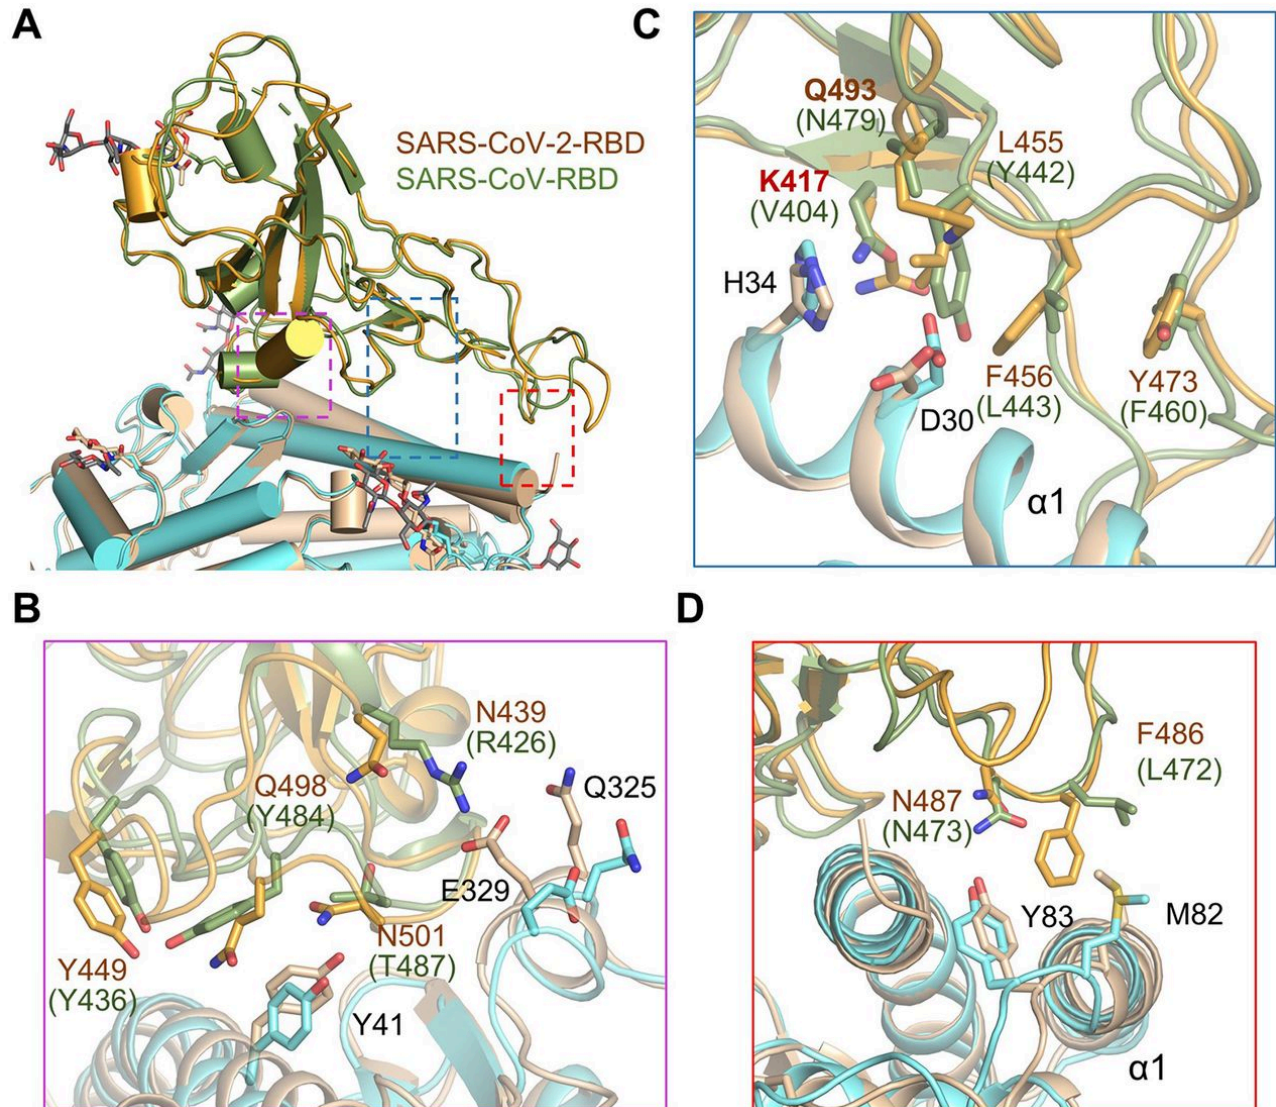 A
SARS-CoV-2-RBD
SARS-CoV-RBD
C
Q493
(N479)
L455
(Y442)
K417
(V404)
H34
D30
F456
(L443)
Y473
(F460)
α1
B
N439
(R426)
Q498
(Y484)
Q325
E329
N501
(T487)
Y449
(Y436)
Y41
D
F486
(L472)
N487
(N473)
Y83
M82
α1